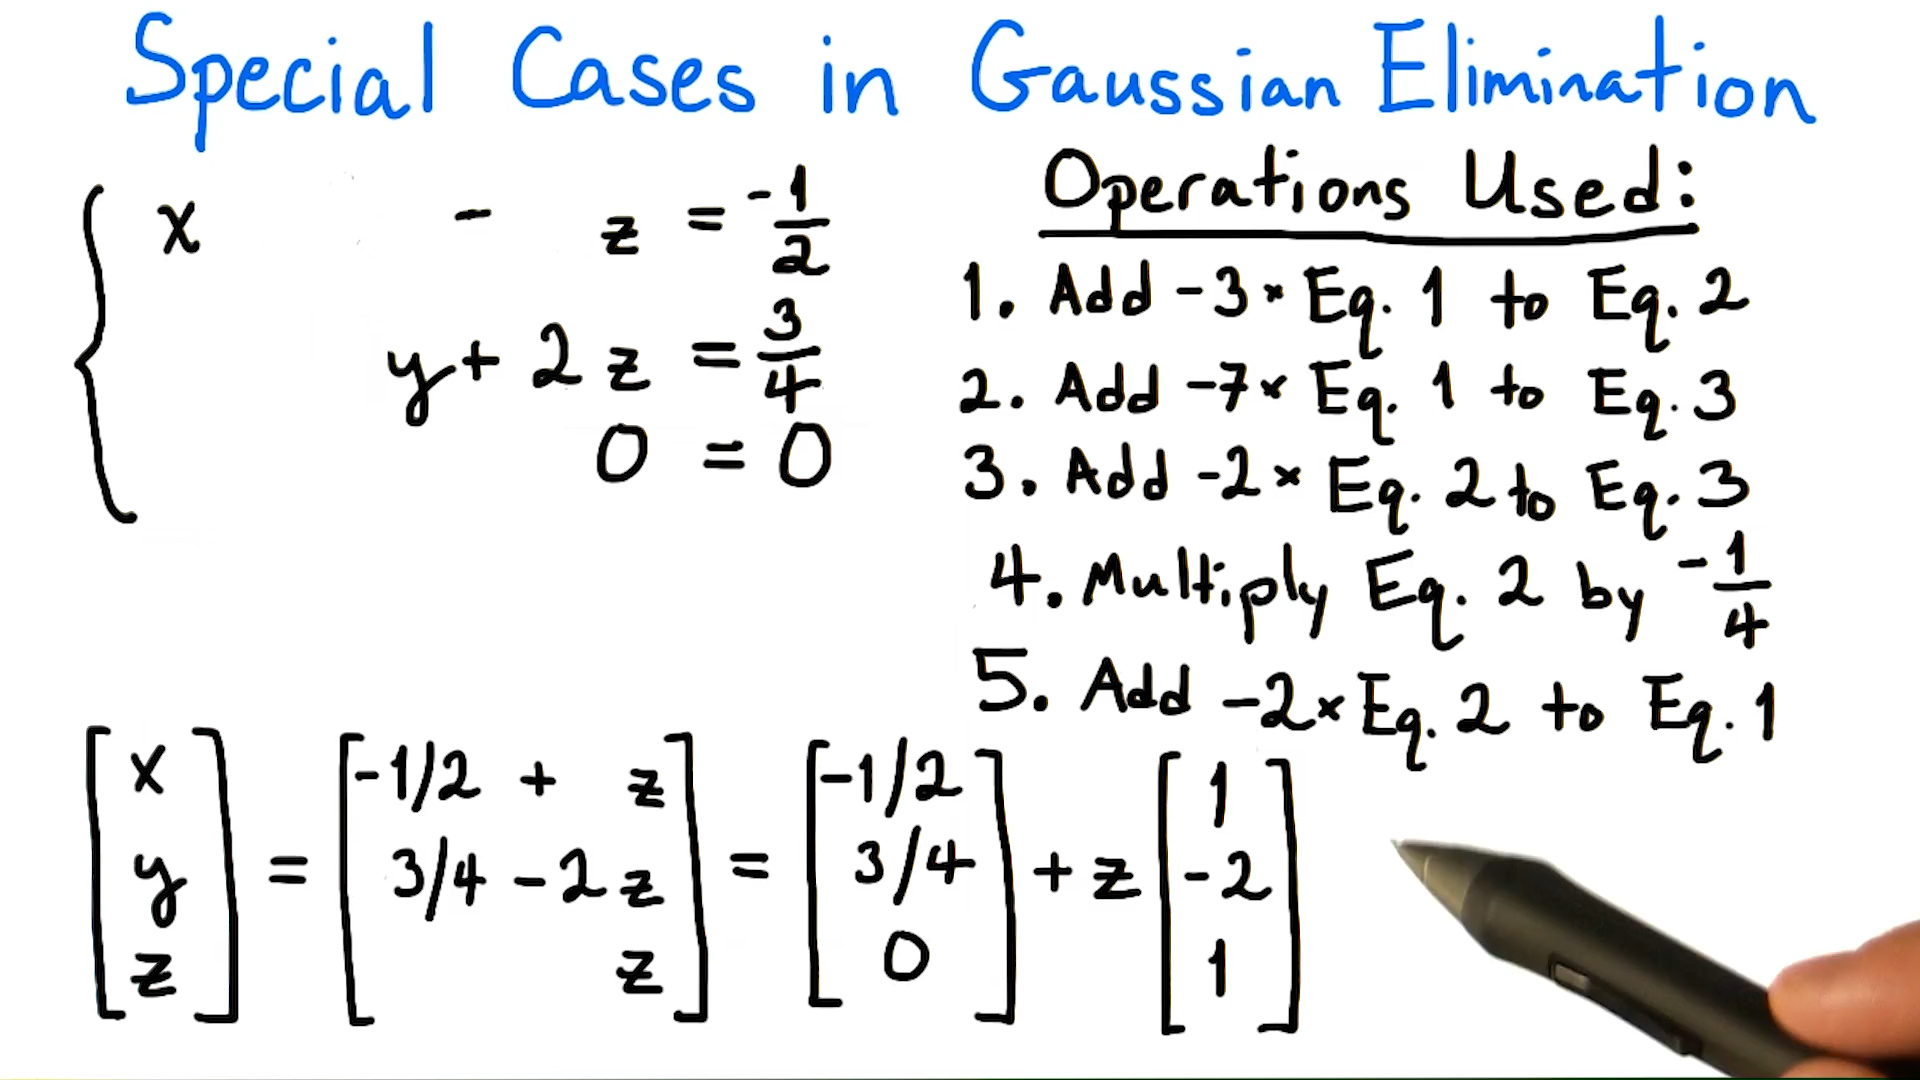 Special Cases in Gaussian Elimination
x - z = -1/2
y + 2z = 3/4
0 = 0
Operations Used:
1. Add -3× Eq. 1 to Eq. 2
2. Add -7× Eq. 1 to Eq. 3
3. Add -2× Eq. 2 to Eq. 3
4. Multiply Eq. 2 by -1/4
5. Add -2× Eq. 2 to Eq. 1
[x y z] = [-1/2 + z 3/4 - 2z z] = [-1/2 3/4 0] + z [1 -2 1]